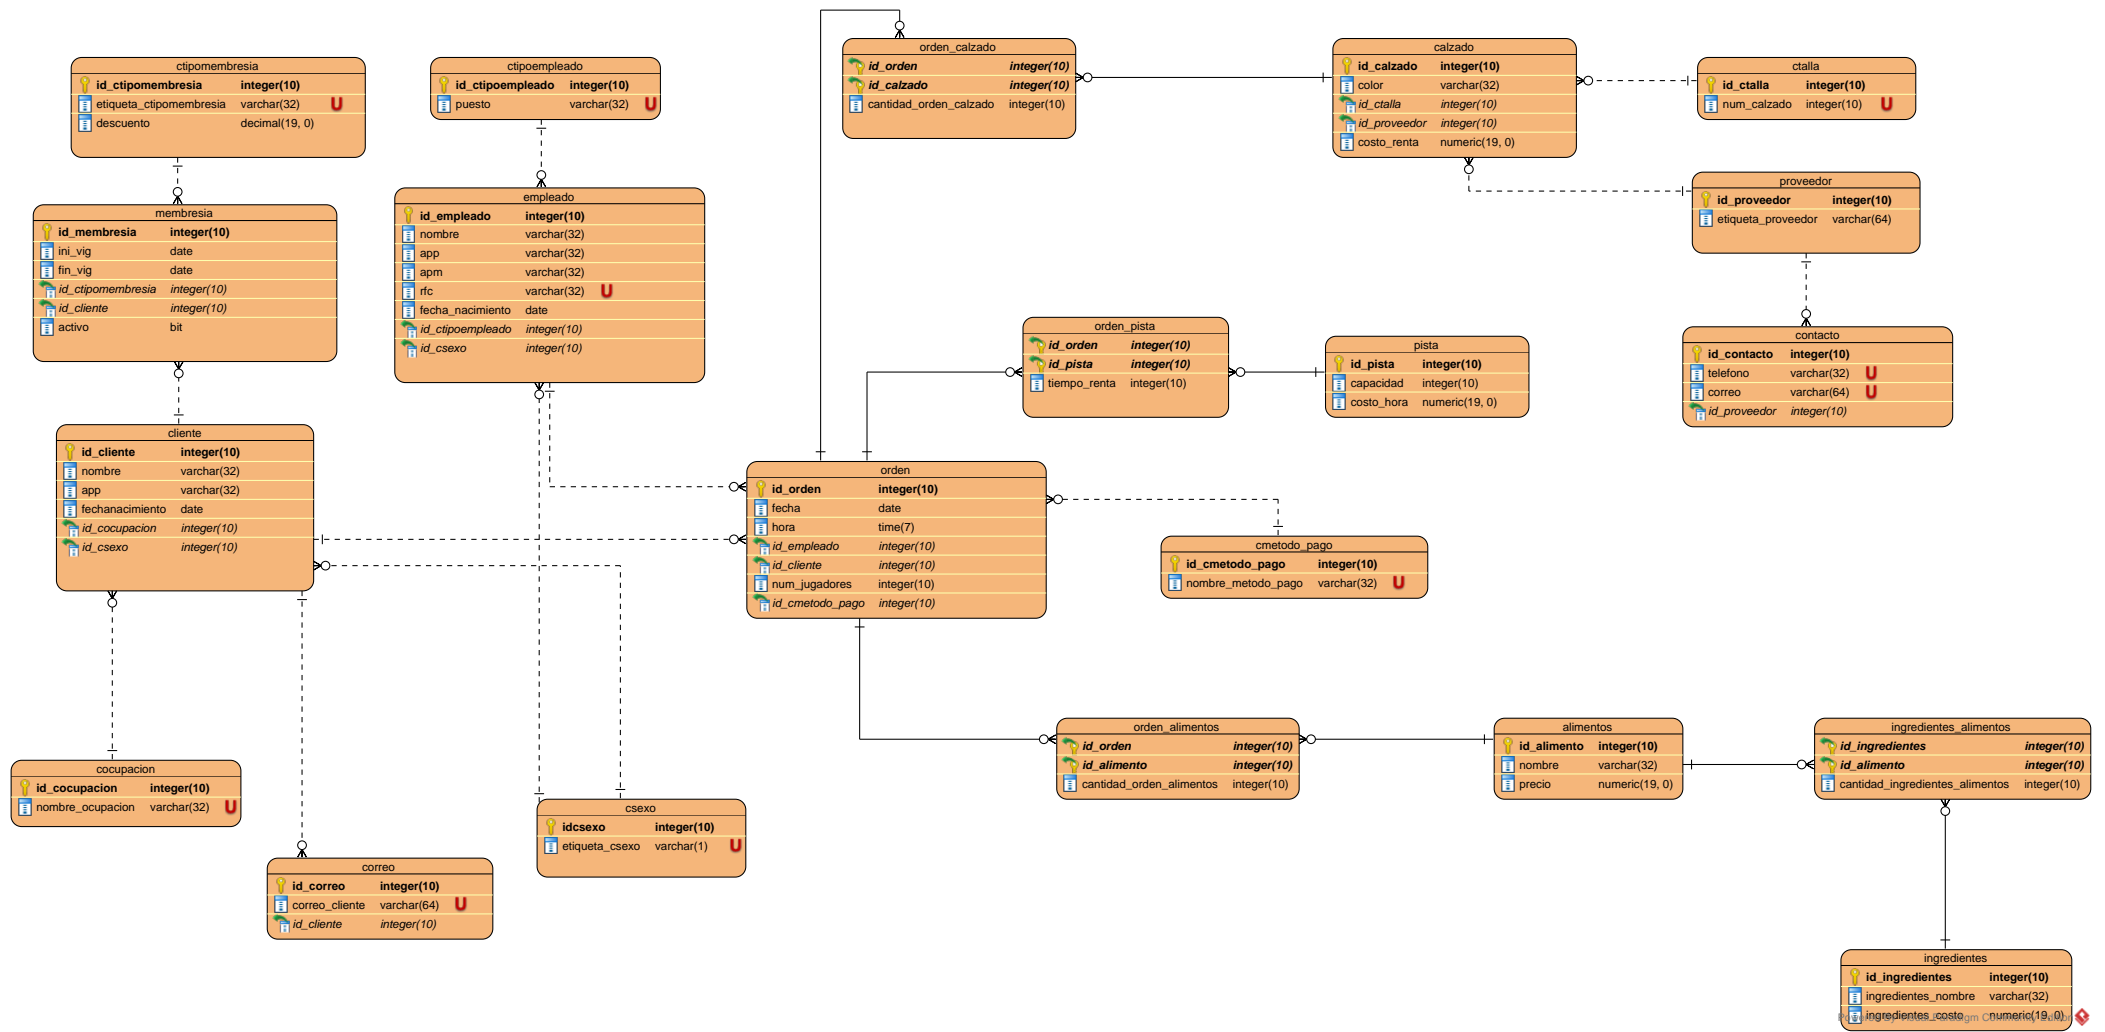 ctipomembresia
id_ctipomembresia integer(10)
etiqueta_ctipomembresia varchar(32) U
descuento decimal(19, 0)
ctipoempleado
id_ctipoempleado integer(10)
puesto varchar(32) U
orden_calzado
id_orden integer(10)
id_calzado integer(10)
cantidad_orden_calzado integer(10)
calzado
id_calzado integer(10)
color varchar(32)
id_ctalla integer(10)
id_proveedor integer(10)
costo_renta numeric(19, 0)
ctalla
id_ctalla integer(10)
num_calzado integer(10) U
membresia
id_membresia integer(10)
ini_vig date
fin_vig date
id_ctipomembresia integer(10)
id_cliente integer(10)
activo bit
empleado
id_empleado integer(10)
nombre varchar(32)
app varchar(32)
apm varchar(32)
rfc varchar(32) U
fecha_nacimiento date
id_ctipoempleado integer(10)
id_csexo integer(10)
proveedor
id_proveedor integer(10)
etiqueta_proveedor varchar(64)
orden_pista
id_orden integer(10)
id_pista integer(10)
tiempo_renta integer(10)
pista
id_pista integer(10)
capacidad integer(10)
costo_hora numeric(19, 0)
contacto
id_contacto integer(10)
telefono varchar(32) U
correo varchar(64) U
id_proveedor integer(10)
cliente
id_cliente integer(10)
nombre varchar(32)
app varchar(32)
fechanacimiento date
id_cocupacion integer(10)
id_csexo integer(10)
orden
id_orden integer(10)
fecha date
hora time(7)
id_empleado integer(10)
id_cliente integer(10)
num_jugadores integer(10)
id_cmetodo_pago integer(10)
cmetodo_pago
id_cmetodo_pago integer(10)
nombre_metodo_pago varchar(32) U
cocupacion
id_cocupacion integer(10)
nombre_ocupacion varchar(32) U
csexo
idcsexo integer(10)
etiqueta_csexo varchar(1) U
correo
id_correo integer(10)
correo_cliente varchar(64) U
id_cliente integer(10)
orden_alimentos
id_orden integer(10)
id_alimento integer(10)
cantidad_orden_alimentos integer(10)
alimentos
id_alimento integer(10)
nombre varchar(32)
precio numeric(19, 0)
ingredientes_alimentos
id_ingredientes integer(10)
id_alimento integer(10)
cantidad_ingredientes_alimentos integer(10)
ingredientes
id_ingredientes integer(10)
ingredientes_nombre varchar(32)
ingredientes_costo numeric(19, 0)